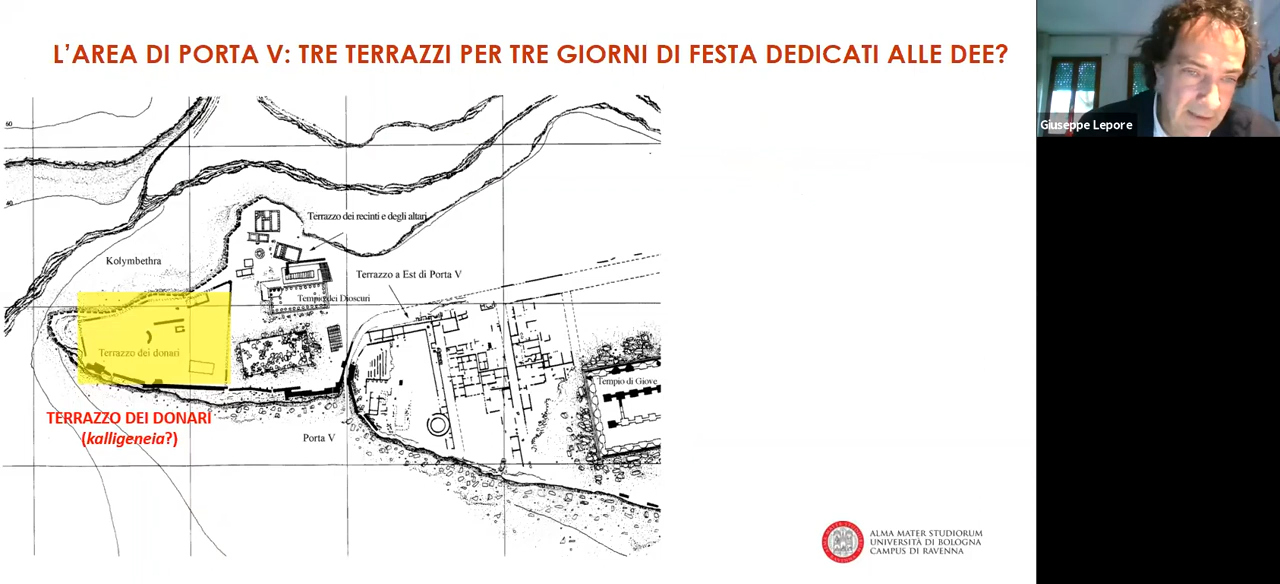 L'AREA DI PORTA V: TRE TERRAZZI PER TRE GIORNI DI FESTA DEDICATI ALLE DEE?
Giuseppe Lepore
60
40
Terrazzo dei recinti e degli altari
Kolymbethra
Terrazzo a Est di Porta V
Tempio dei Dioscuri
Terrazzo dei donari
Tempio di Giove
TERRAZZO DEI DONARI
(kalligeneia?)
Porta V
ALMA MATER STUDIORUM
UNIVERSITÀ DI BOLOGNA
CAMPUS DI RAVENNA